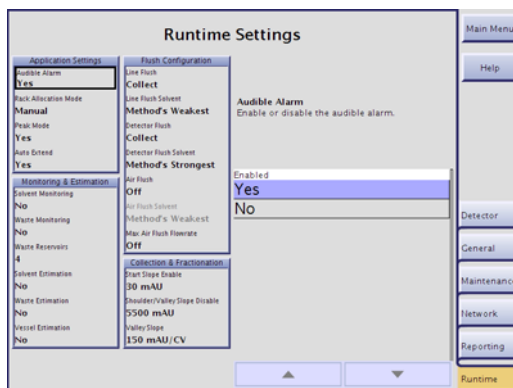 Runtime Settings
Application Settings
Audible Alarm
Yes
Rack Allocation Mode
Manual
Peak Mode
Yes
Auto Extend
Yes
Monitoring & Estimation
Solvent Monitoring
No
Waste Monitoring
No
Waste Reservoirs
4
Solvent Estimation
No
Waste Estimation
No
Vessel Estimation
No
Flush Configuration
Line Flush
Collect
Line Flush Solvent
Method's Weakest
Detector Flush
Collect
Detector Flush Solvent
Method's Strongest
Air Flush
Off
Air Flush Solvent
Method's Weakest
Max Air Flush Flowrate
Off
Collection & Fractionation
Start Slope Enable
30 mAU
Shoulder/Valley Slope Disable
5500 mAU
Valley Slope
150 mAU/CV
Audible Alarm
Enable or disable the audible alarm.
Enabled
Yes
No
Main Menu
Help
Detector
General
Maintenance
Network
Reporting
Runtime